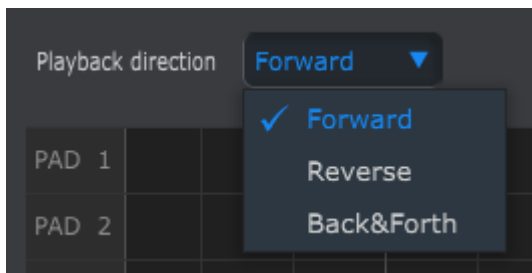 Playback direction Forward
Forward
PAD 1
Reverse
PAD 2
Back&Forth